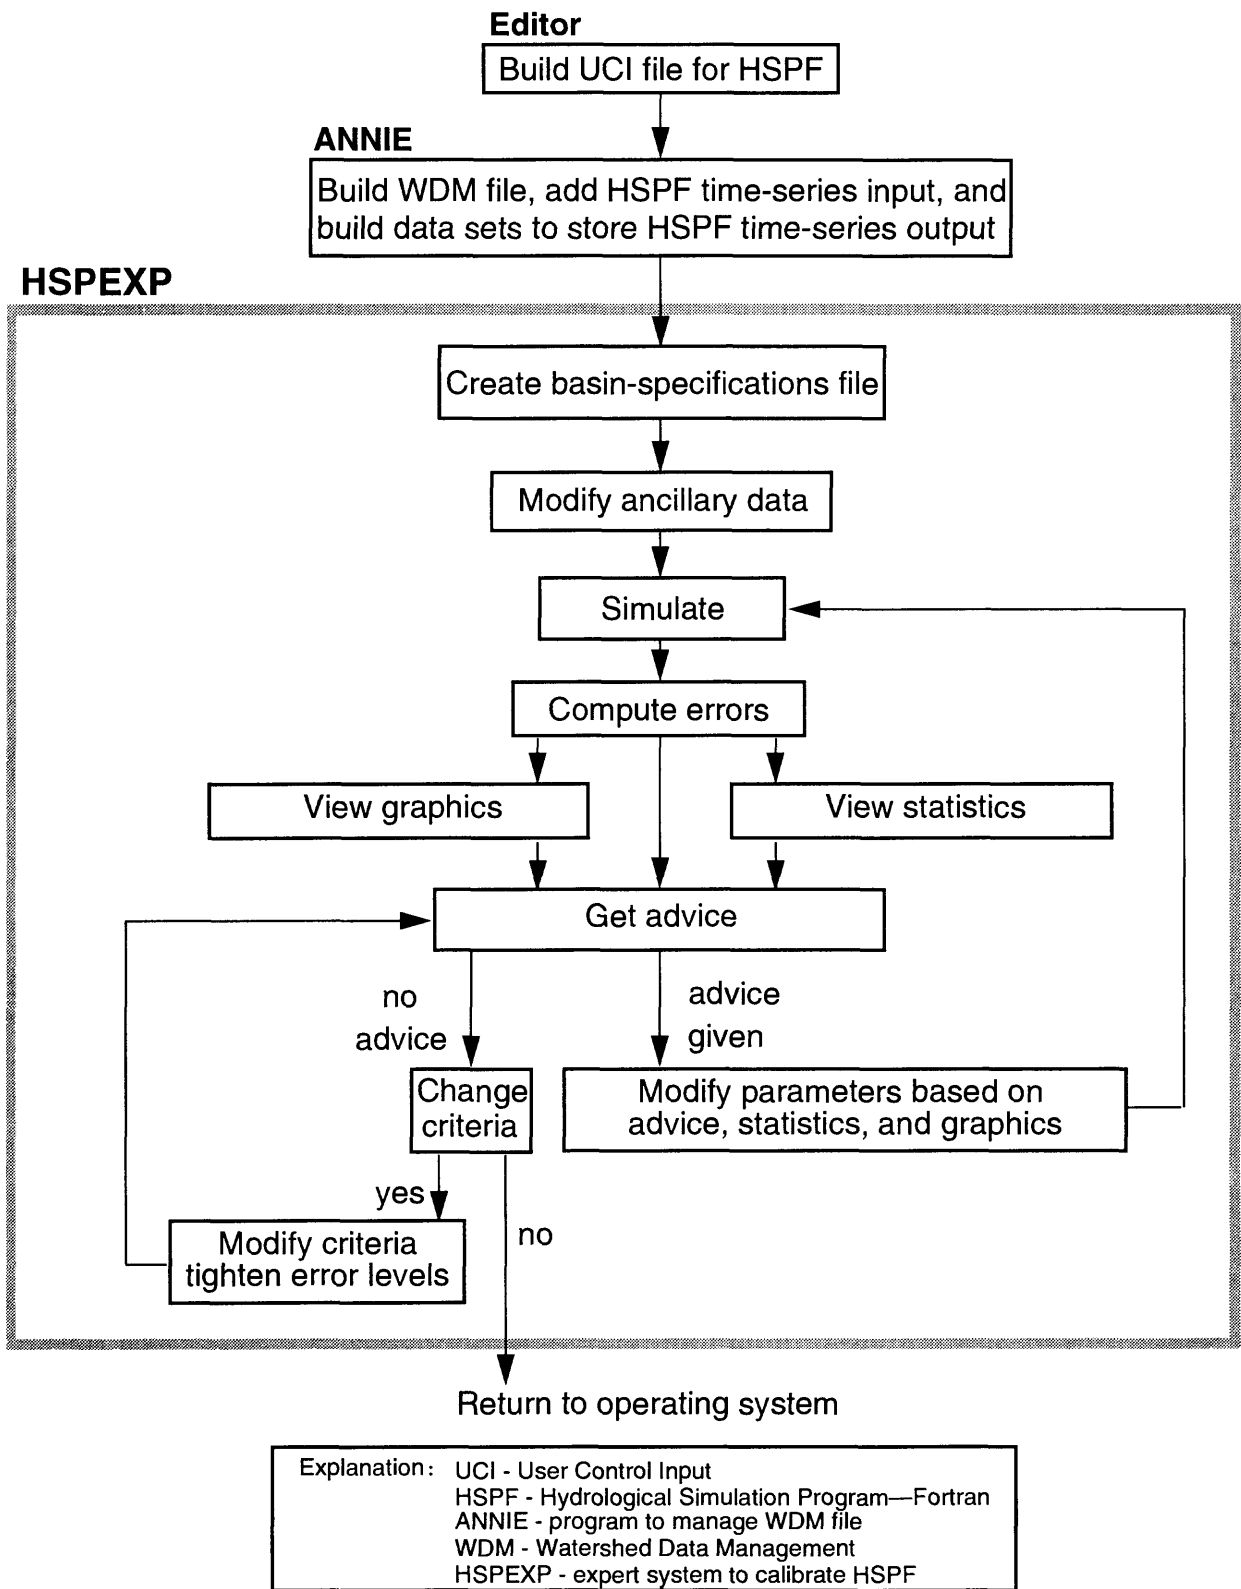 Editor
Build UCI file for HSPF
ANNIE
Build WDM file, add HSPF time-series input, and
build data sets to store HSPF time-series output
HSPEXP
Create basin-specifications file
Modify ancillary data
Simulate
Compute errors
View graphics
View statistics
Get advice
no
advice
advice
given
Change
criteria
Modify parameters based on
advice, statistics, and graphics
yes
no
Modify criteria
tighten error levels
Return to operating system
Explanation: UCI - User Control Input
HSPF - Hydrological Simulation Program—Fortran
ANNIE - program to manage WDM file
WDM - Watershed Data Management
HSPEXP - expert system to calibrate HSPF